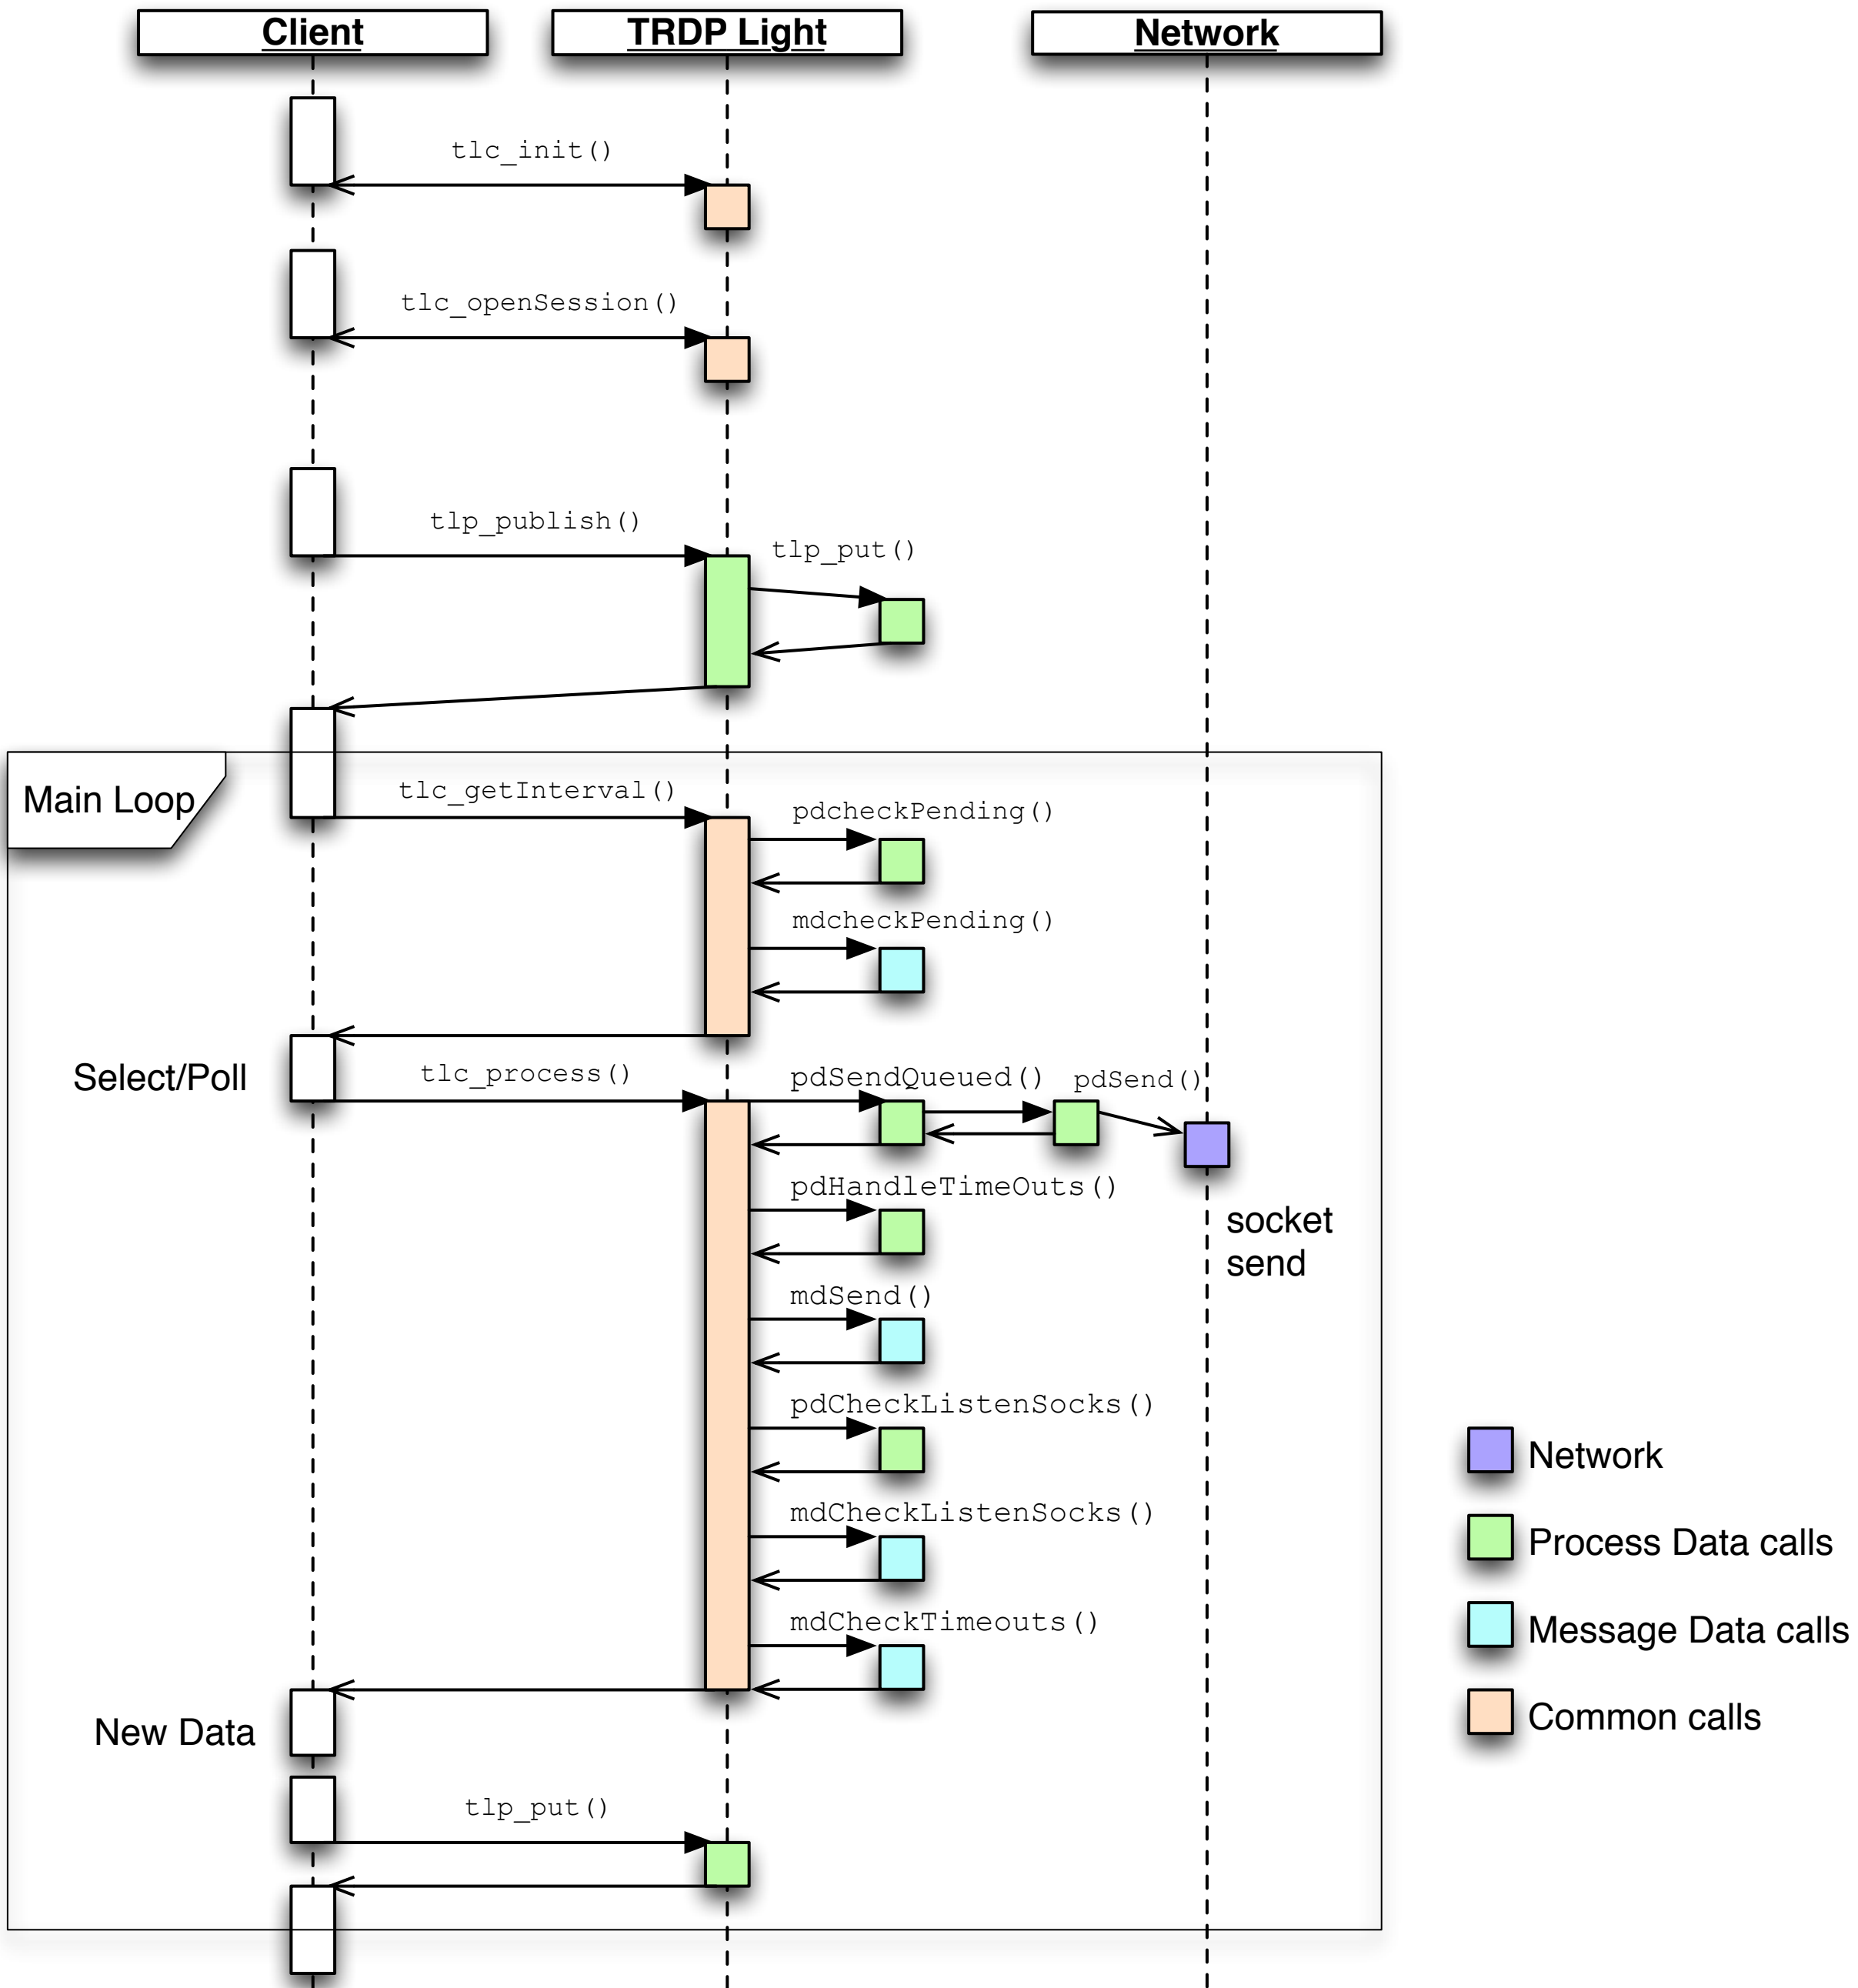 Client
TRDP Light
Network
tlc_init()
tlc_openSession()
tlp_publish()
tlp_put()
Main Loop
tlc_getInterval()
pdcheckPending()
mdcheckPending()
Select/Poll
tlc_process()
pdSendQueued()
pdSend()
pdHandleTimeOuts()
socket
send
mdSend()
pdCheckListenSocks()
mdCheckListenSocks()
mdCheckTimeouts()
New Data
tlp_put()
Network
Process Data calls
Message Data calls
Common calls